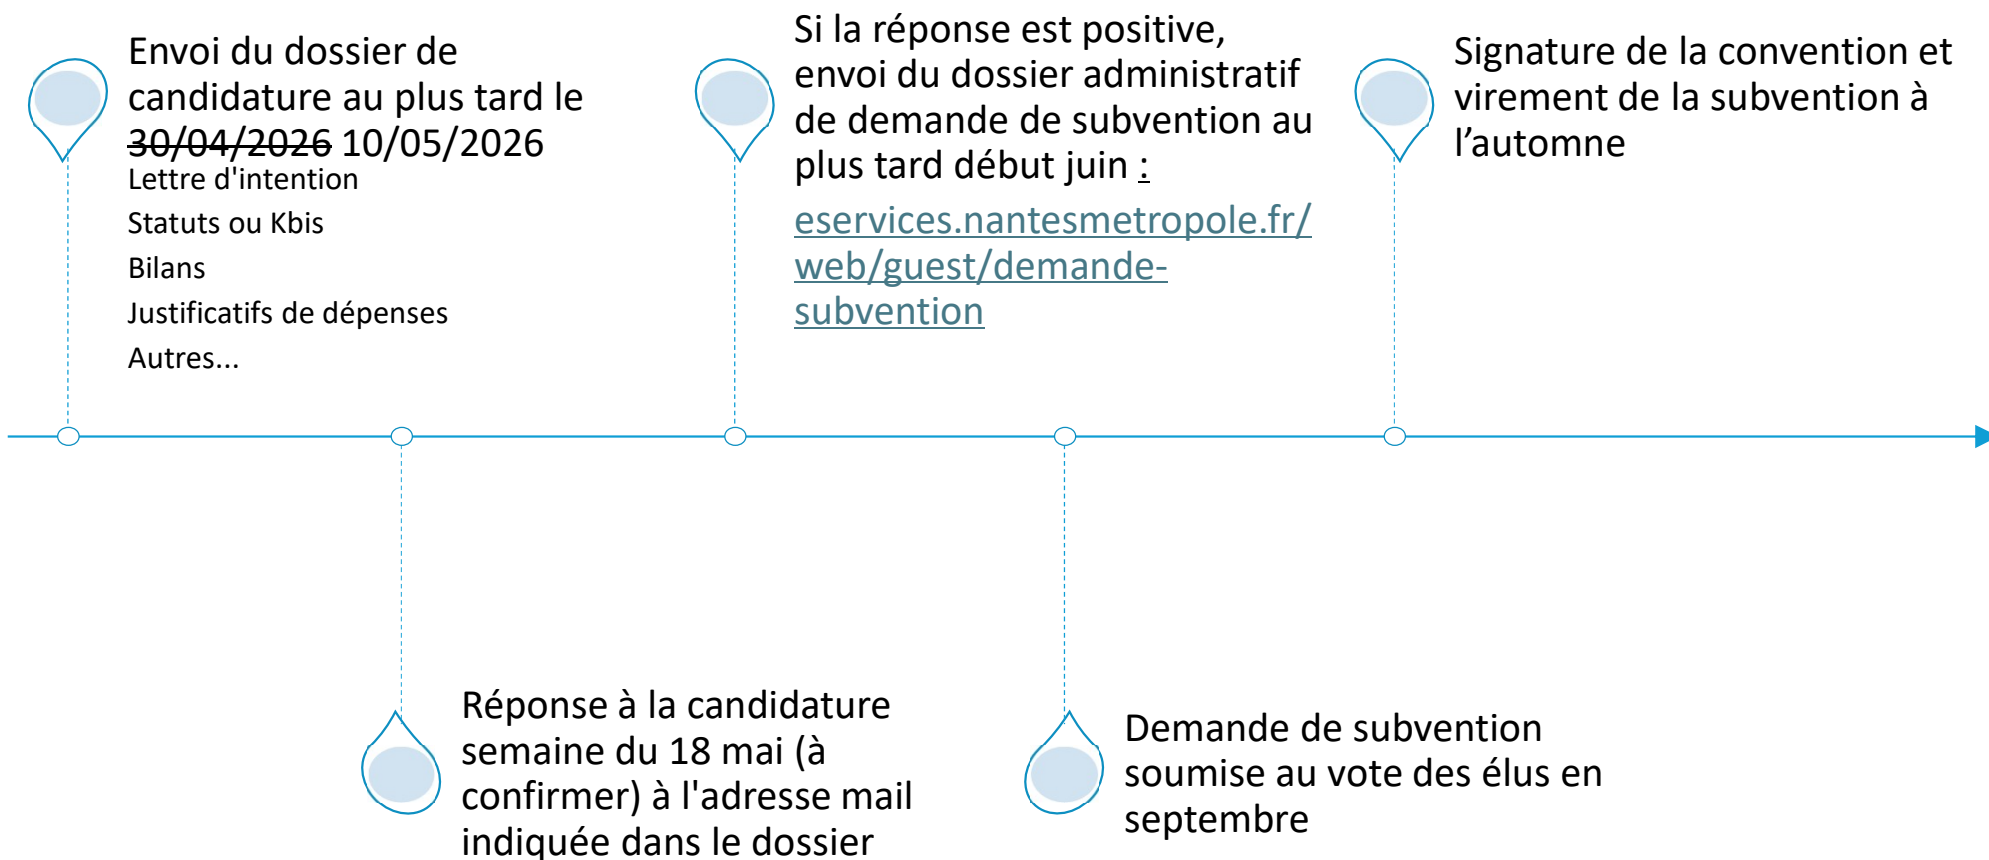 Envoi du dossier de
candidature au plus tard le
30/04/2026 10/05/2026
Lettre d'intention
Statuts ou Kbis
Bilans
Justificatifs de dépenses
Autres...
Réponse à la candidature
semaine du 18 mai (à
confirmer) à l'adresse mail
indiquée dans le dossier
Si la réponse est positive,
envoi du dossier administratif
de demande de subvention au
plus tard début juin :
eservices.nantesmetropole.fr/
web/guest/demande-
subvention
Demande de subvention
soumise au vote des élus en
septembre
Signature de la convention et
virement de la subvention à
l’automne